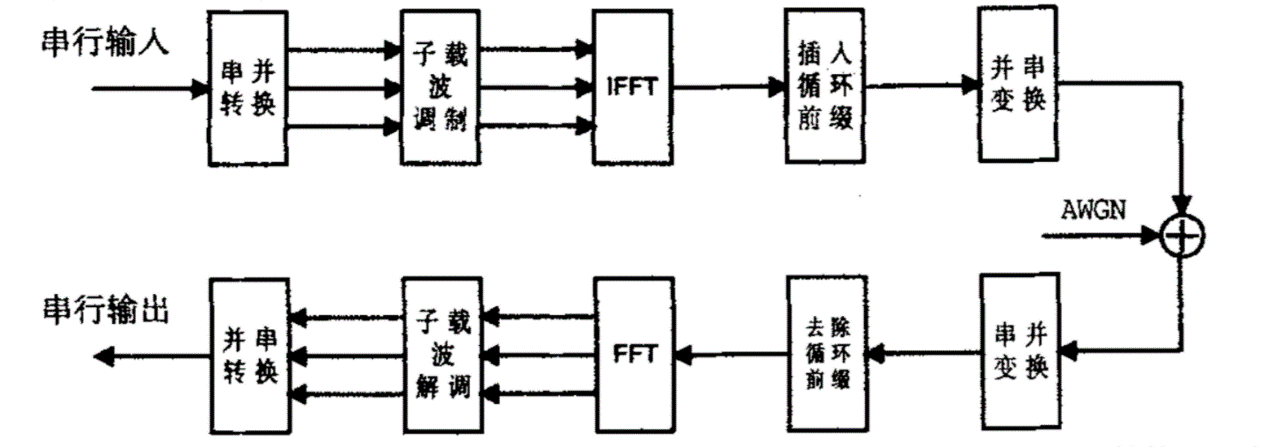 串行输入
串并
转换
子载
波
调制
IFFT
插入
循环
前缀
并串
变换
AWGN
串行输出
并串
转换
子载
波
解调
FFT
去除
循环
前缀
串并
变换